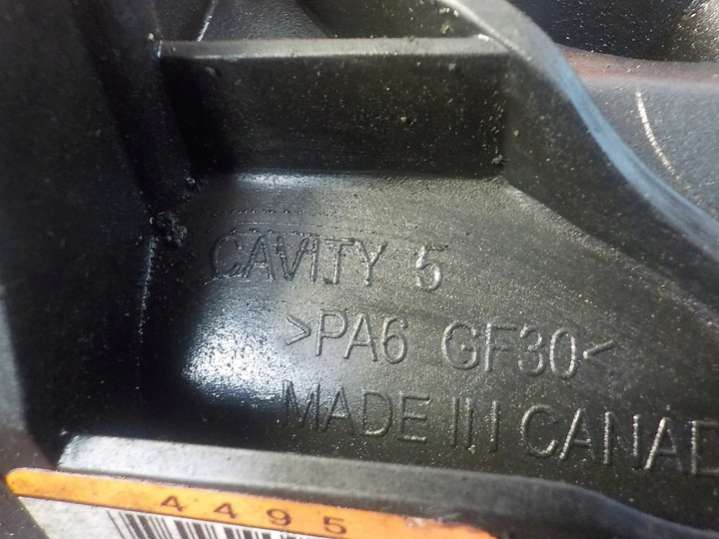 CAVITY 5
>PA6 GF30<
MADE IN CANAD
4495